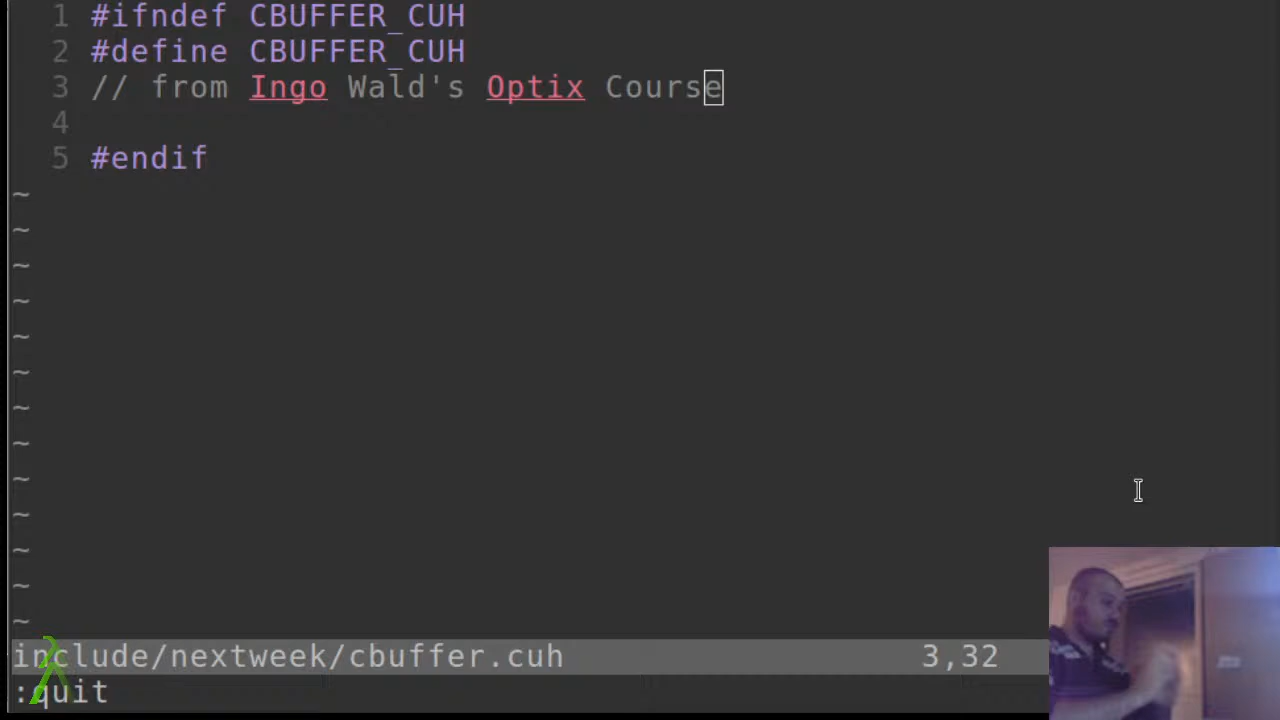 1 #ifndef CBUFFER_CUH
2 #define CBUFFER_CUH
3 // from Ingo Wald's Optix Course
4
5 #endif
~
~
~
~
~
~
~
~
~
~
~
~
~
include/nextweek/cbuffer.cuh 3,32
:quit
λ